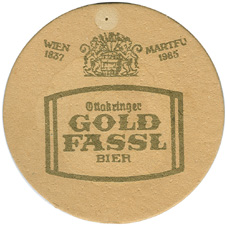 WIEN MARTFU
1837 1985
Ottakringer
GOLD
FASSL
BIER